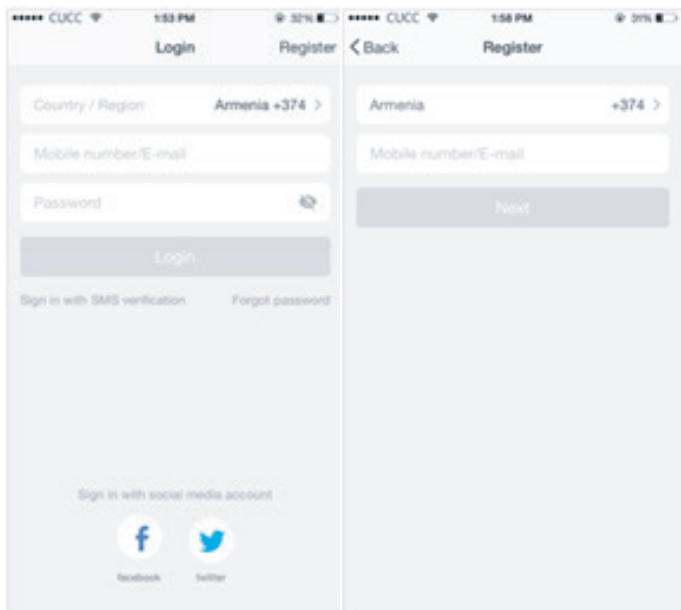 CUCC 1:53 PM 32%
Login Register
Country / Region Armenia +374
Mobile number/E-mail
Password
Login
Sign in with SMS verification Forgot password
Sign in with social media account
facebook twitter
CUCC 1:58 PM 31%
Back Register
Armenia +374
Mobile number/E-mail
Next